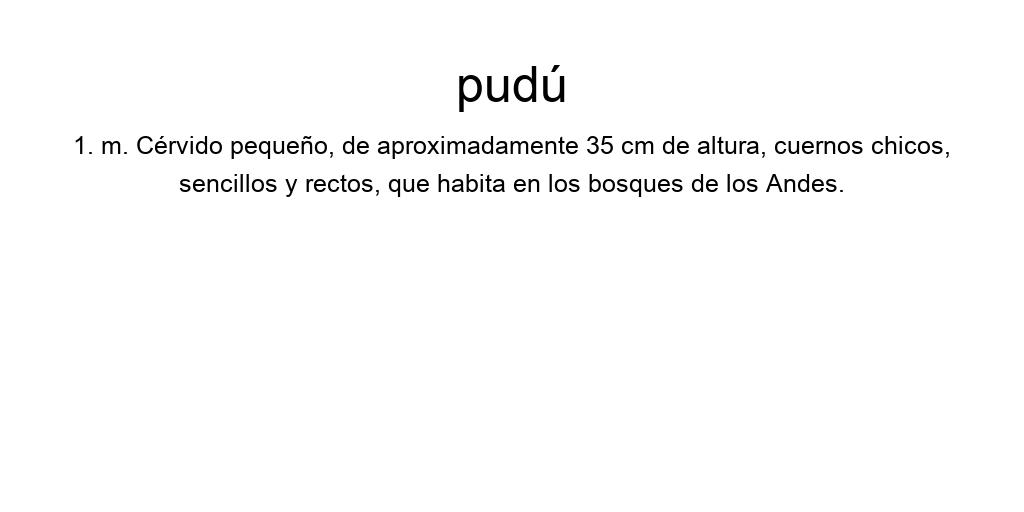 pudú
1. m. Cérvido pequeño, de aproximadamente 35 cm de altura, cuernos chicos,
sencillos y rectos, que habita en los bosques de los Andes.